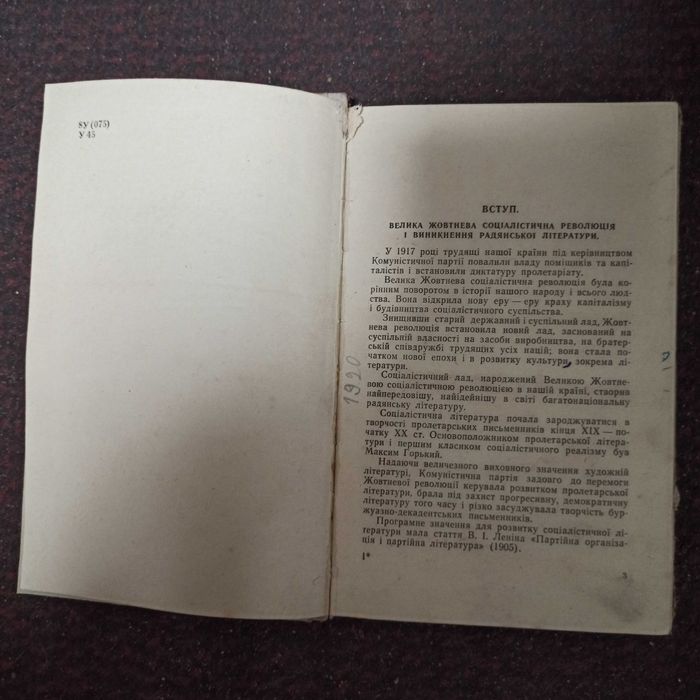 8У(075)
У 45
ВСТУП.
ВЕЛИКА ЖОВТНЕВА СОЦІАЛІСТИЧНА РЕВОЛЮЦІЯ
І ВИНИКНЕННЯ РАДЯНСЬКОЇ ЛІТЕРАТУРИ.
У 1917 році трудящі нашої країни під керівництвом
Комуністичної партії повалили владу поміщиків та капі-
талістів і встановили диктатуру пролетаріату.
Велика Жовтнева соціалістична революція була ко-
рінним поворотом в історії нашого народу і всього люд-
ства. Вона відкрила нову еру — еру краху капіталізму
і будівництва соціалістичного суспільства.
Знищивши старий державний і суспільний лад, Жовт-
нева революція встановила новий лад, заснований на
суспільній власності на засоби виробництва, на братер-
ській співдружбі трудящих усіх націй; вона стала по-
чатком нової епохи і в розвитку культури, зокрема лі-
тератури.
Соціалістичний лад, народжений Великою Жовтне-
вою соціалістичною революцією в нашій країні, створив
найпередовішу, найідейнішу в світі багатонаціональну
радянську літературу.
Соціалістична література почала зароджуватися в
творчості пролетарських письменників кінця XIX — по-
чатку XX ст. Основоположником пролетарської літера-
тури і першим класиком соціалістичного реалізму був
Максим Горький.
Надаючи величезного виховного значення художній
літературі, Комуністична партія задовго до перемоги
Жовтневої революції керувала розвитком пролетарської
літератури, брала під захист прогресивну, демократичну
літературу того часу і різко засуджувала творчість бур-
жуазно-декадентських письменників.
Програмне значення для розвитку соціалістичної лі-
тератури мала стаття В. І. Леніна «Партійна організа-
ція і партійна література» (1905).
1*
3
1920